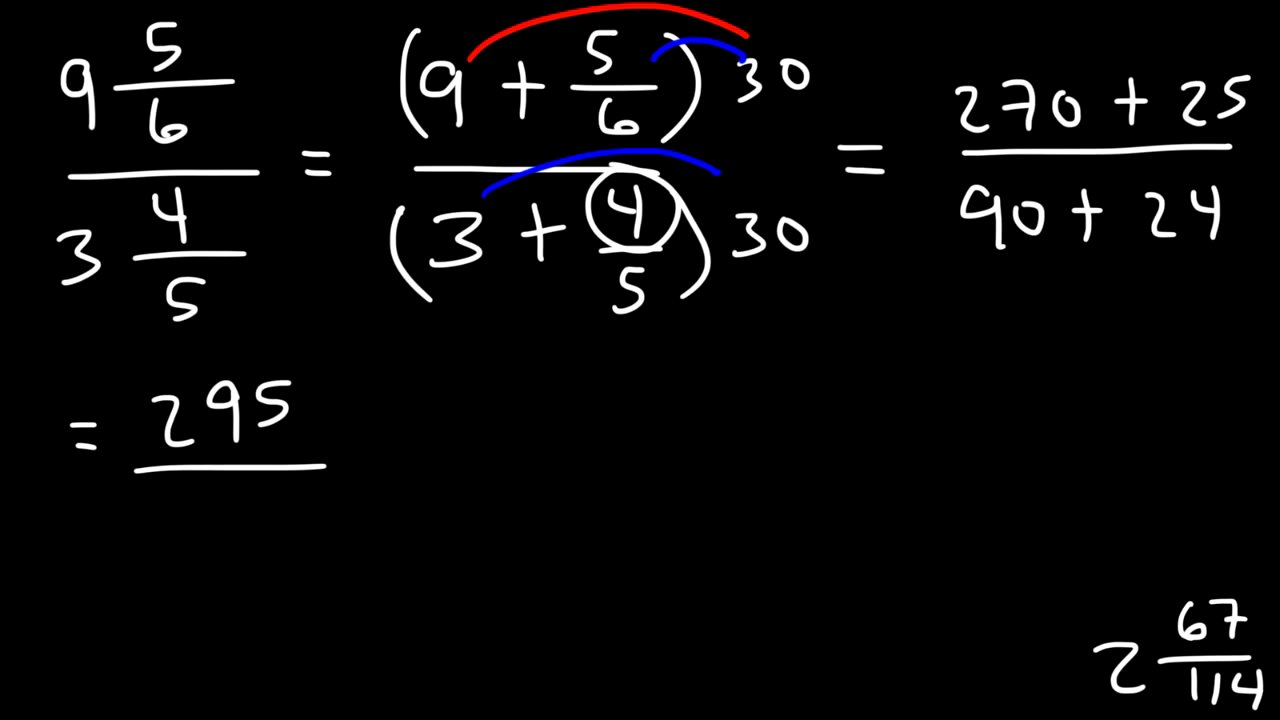 9 5/6 / 3 4/5 = (9 + 5/6) 30 / (3 + 4/5) 30 = 270 + 25 / 90 + 24
= 295
2 67/114